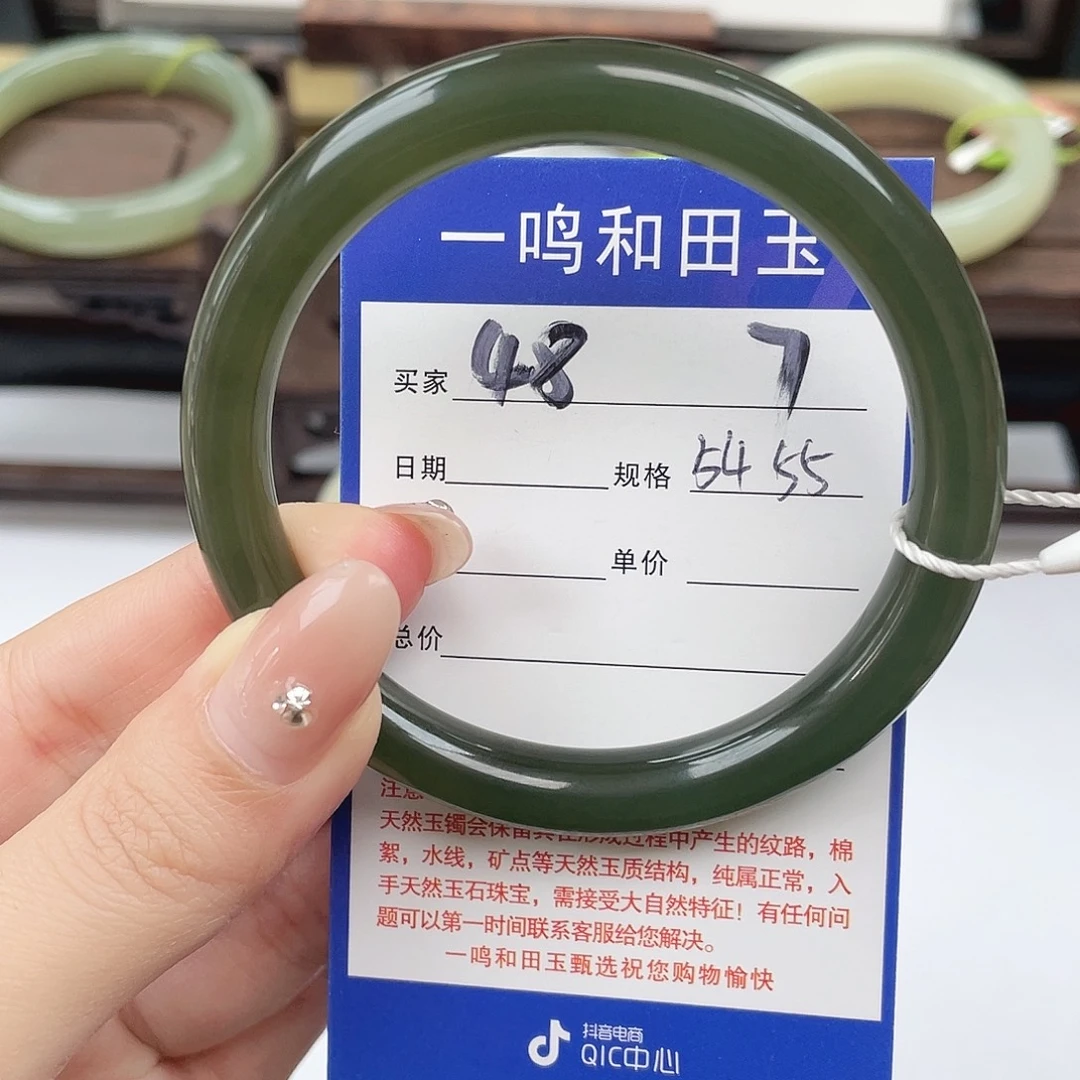 一鸣和田玉
买家 48 7
日期 规格 54 55
单价
总价
注意
天然玉镯会保留其在形成过程中产生的纹路，棉
絮，水线，矿点等天然玉质结构，纯属正常，入
手天然玉石珠宝，需接受大自然特征！有任何问
题可以第一时间联系客服给您解决。
一鸣和田玉甄选祝您购物愉快
抖音电商
QIC中心